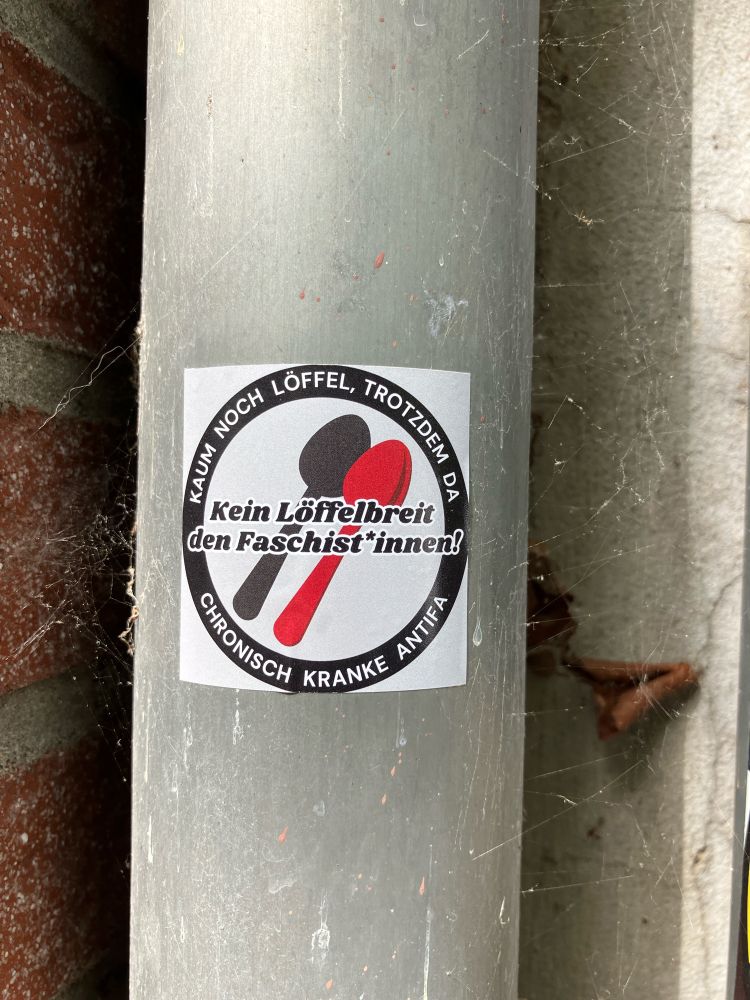 KAUM NOCH LÖFFEL, TROTZDEM DA
Kein Löffelbreit
den Faschist*innen!
CHRONISCH KRANKE ANTIFA